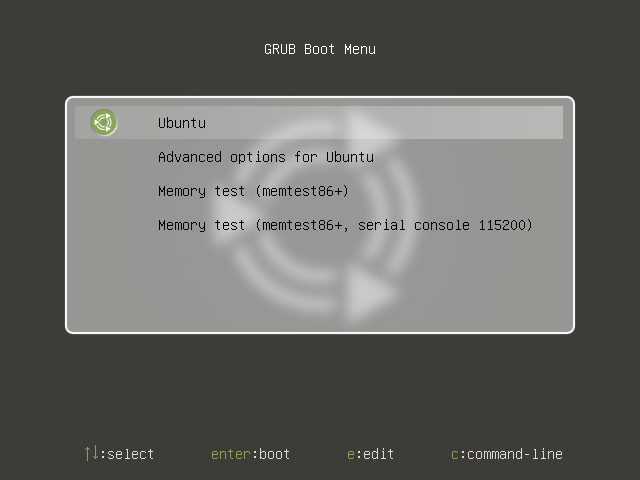 GRUB Boot Menu
Ubuntu
Advanced options for Ubuntu
Memory test (memtest86+)
Memory test (memtest86+, serial console 115200)
↑↓:select enter:boot e:edit c:command-line